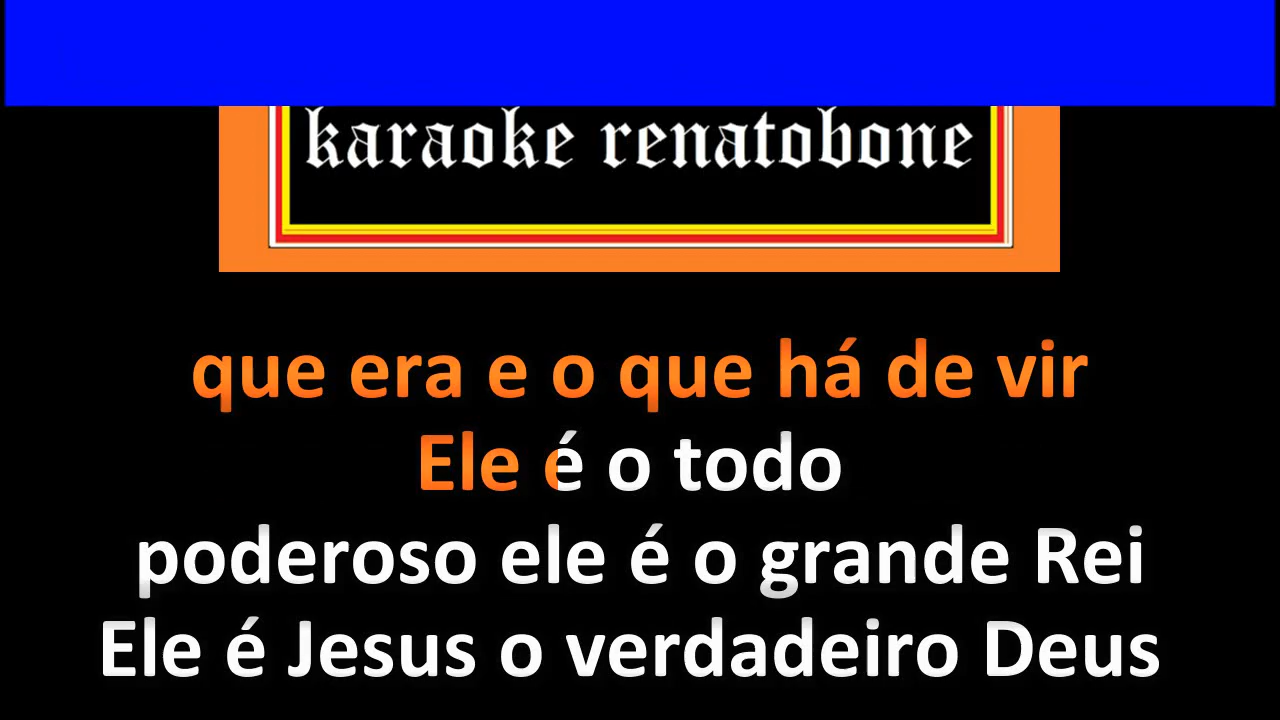 karaoke renatobone
que era e o que há de vir
Ele é o todo
poderoso ele é o grande Rei
Ele é Jesus o verdadeiro Deus